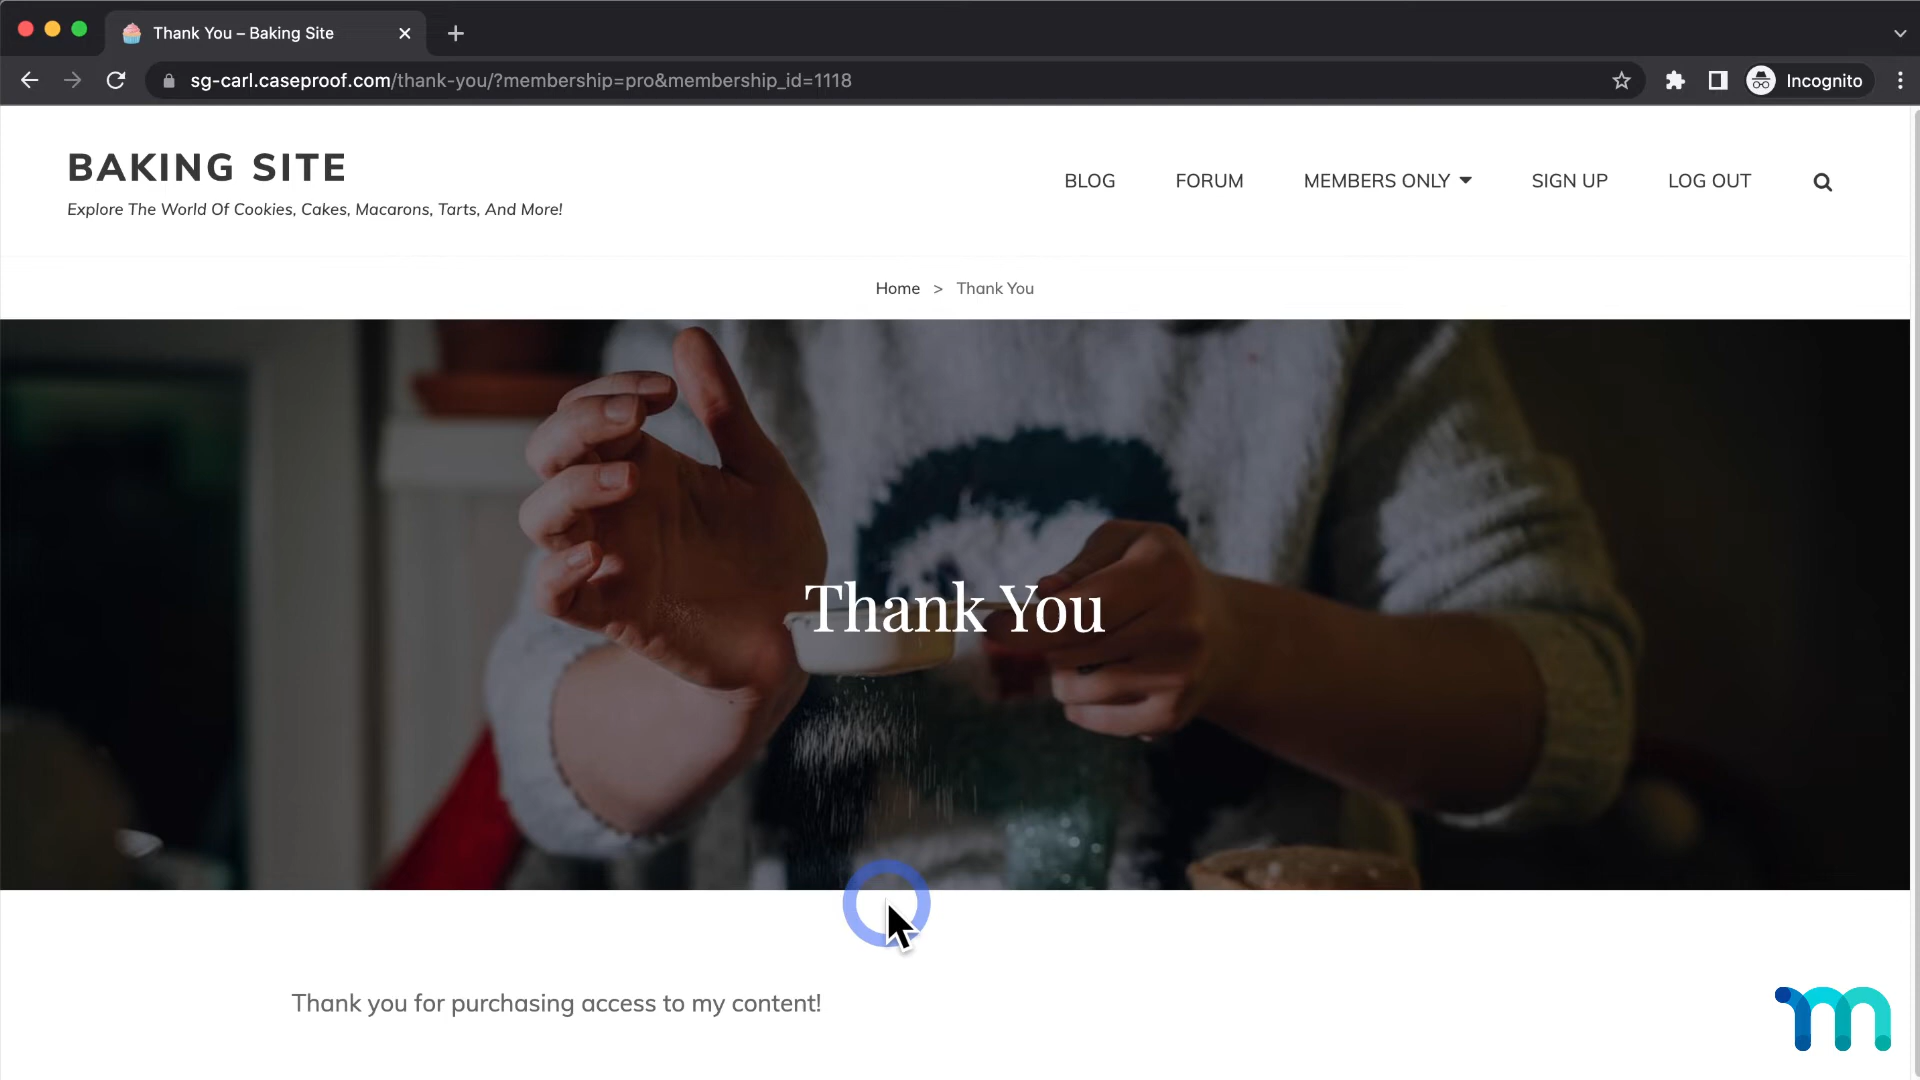 Thank You – Baking Site
sg-carl.caseproof.com/thank-you/?membership=pro&membership_id=1118
Incognito
BAKING SITE
Explore The World Of Cookies, Cakes, Macarons, Tarts, And More!
BLOG
FORUM
MEMBERS ONLY
SIGN UP
LOG OUT
Home > Thank You
Thank You
Thank you for purchasing access to my content!
m